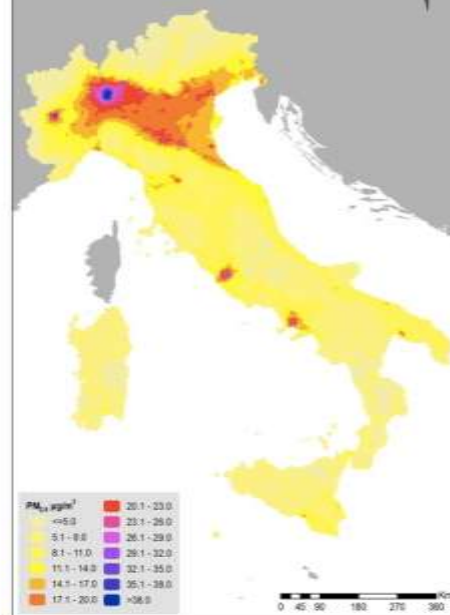 PM2.5 µg/m³
<=5.0
5.1 - 8.0
8.1 - 11.0
11.1 - 14.0
14.1 - 17.0
17.1 - 20.0
20.1 - 23.0
23.1 - 26.0
26.1 - 29.0
29.1 - 32.0
32.1 - 35.0
35.1 - 38.0
>38.0
Km
0 45 90 180 270 360